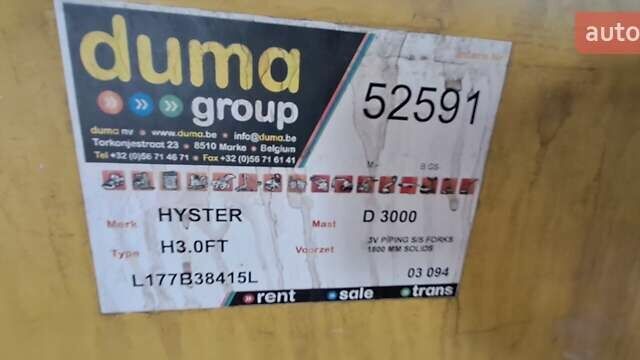 auto
duma
group
52591
duma nv • www.duma.be • info@duma.be
Torkonjestraat 23 • 8510 Marke • Belgium
Tel +32 (0)56 71 46 71 • Fax +32 (0)56 71 61 41
Merk HYSTER Mast D 3000
Type H3.0FT Voorzet 3V PIPING S/S FORKS
1800 MM SOLIDS
L177B38415L 03 094
rent sale trans